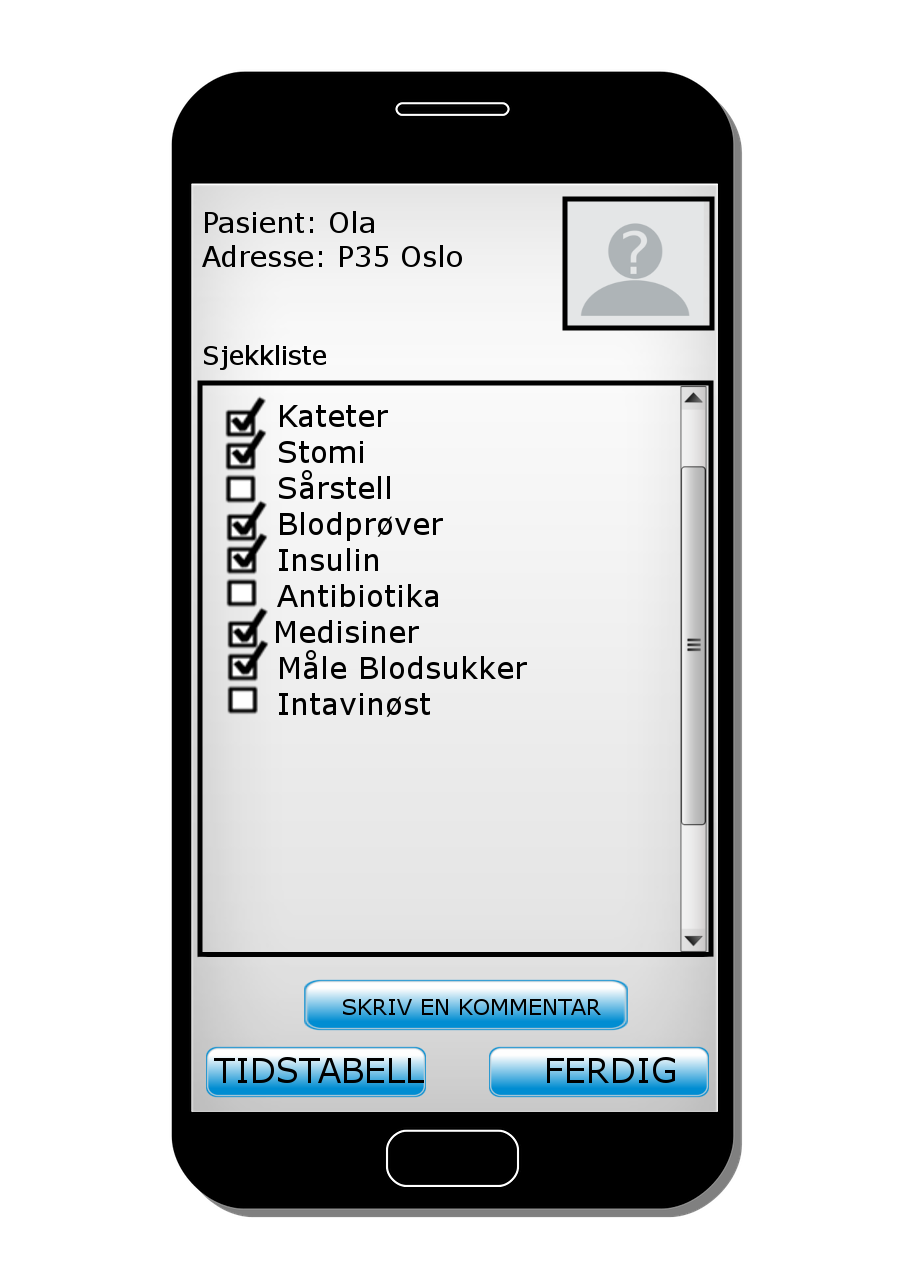 Pasient: Ola
Adresse: P35 Oslo
Sjekkliste
Kateter
Stomi
Sårstell
Blodprøver
Insulin
Antibiotika
Medisiner
Måle Blodsukker
Intavinøst
SKRIV EN KOMMENTAR
TIDSTABELL
FERDIG